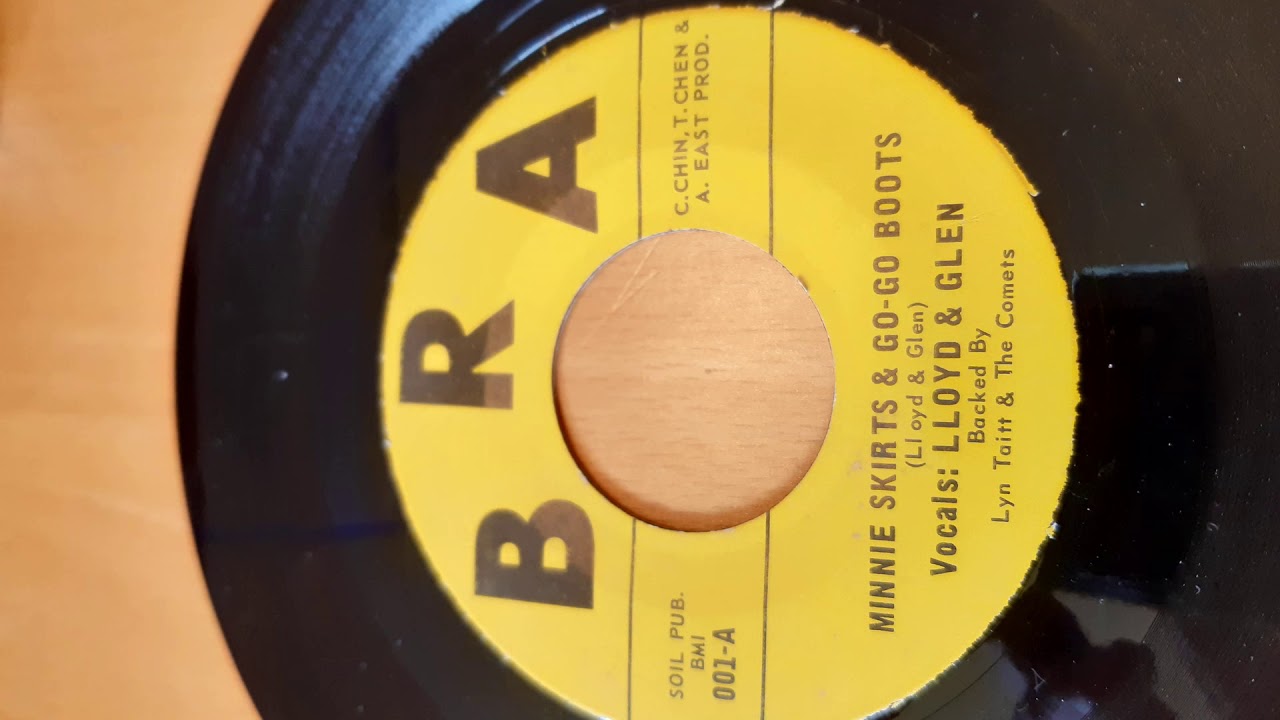 BRA
SOIL PUB.
BMI
001-A
C. CHIN, T. CHEN &
A. EAST PROD.
MINNIE SKIRTS & GO-GO BOOTS
(Lloyd & Glen)
Vocals: LLOYD & GLEN
Backed By
Lyn Taitt & The Comets